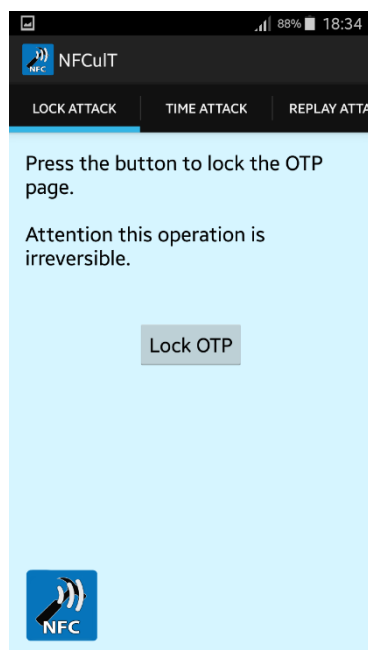 88% 18:34
NFC NFCulT
LOCK ATTACK TIME ATTACK REPLAY ATTA
Press the button to lock the OTP
page.
Attention this operation is
irreversible.
Lock OTP
NFC